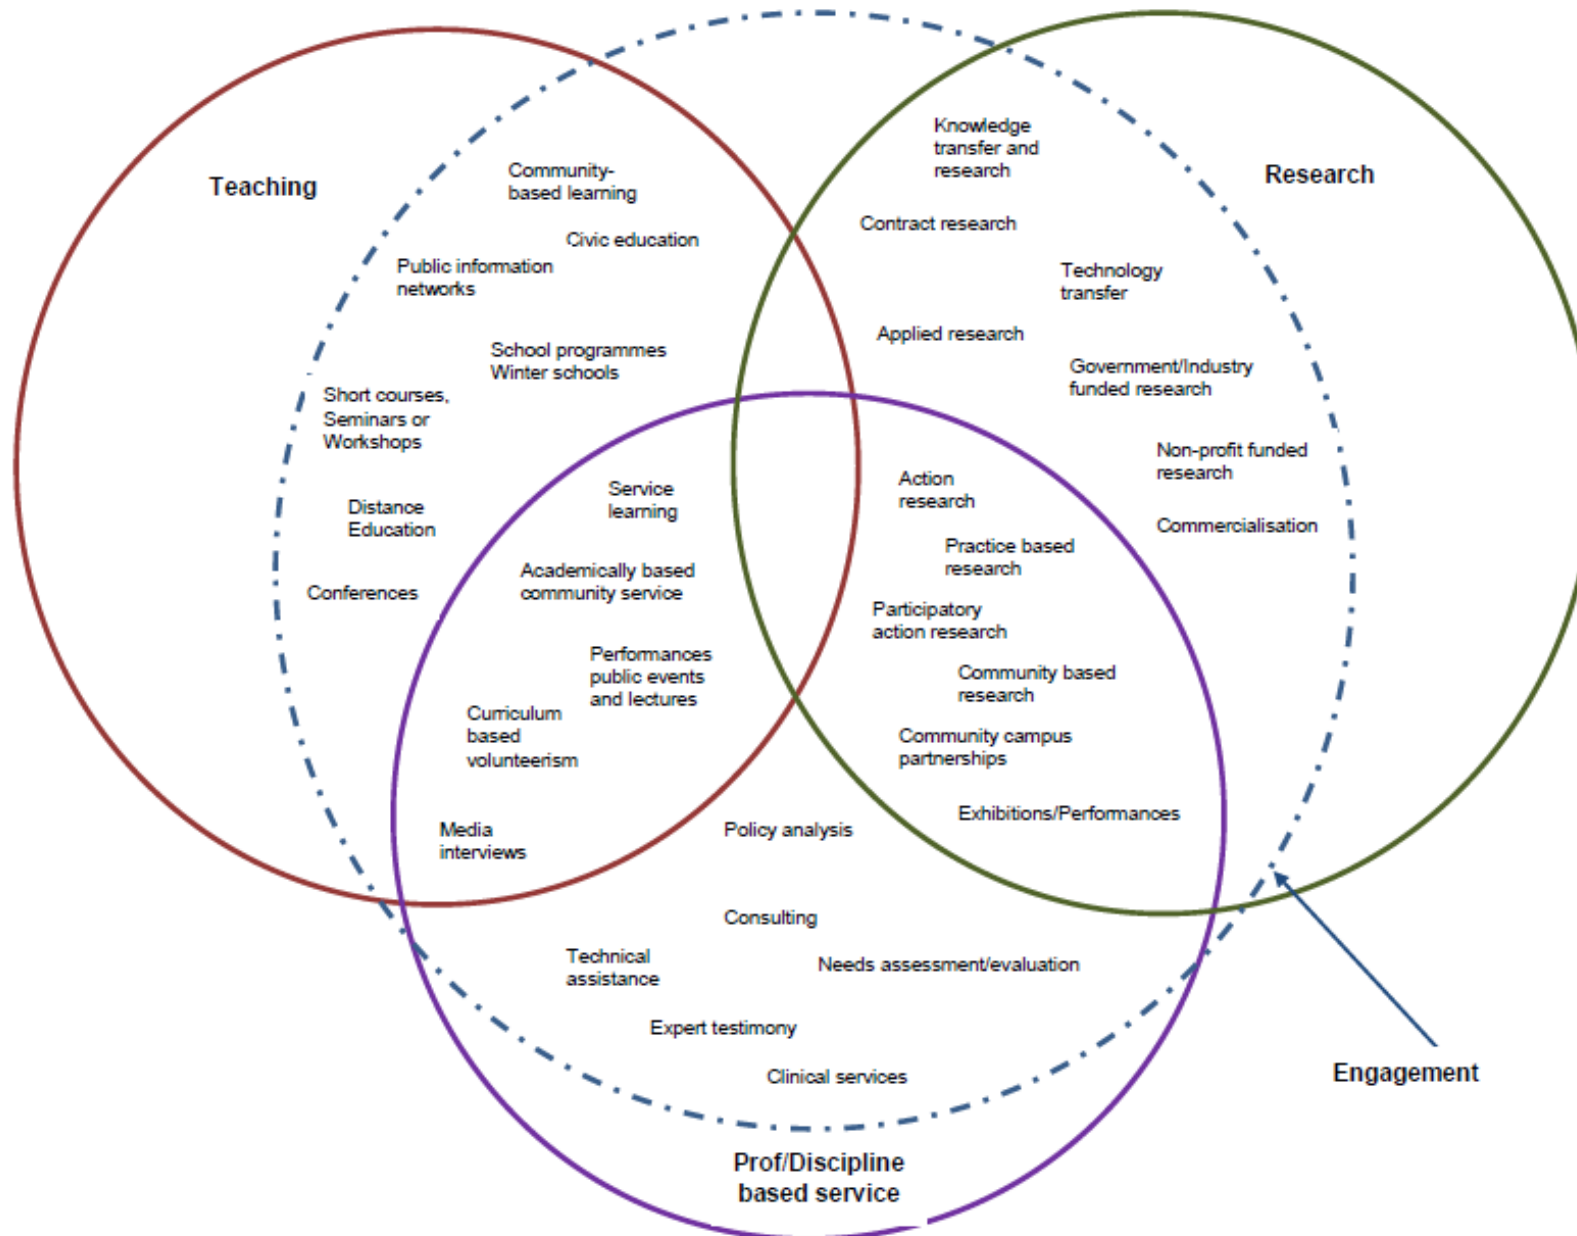 Teaching
Community-
based learning
Civic education
Public information
networks
School programmes
Winter schools
Short courses,
Seminars or
Workshops
Distance
Education
Conferences
Service
learning
Academically based
community service
Performances
public events
and lectures
Curriculum
based
volunteerism
Media
interviews
Knowledge
transfer and
research
Research
Contract research
Technology
transfer
Applied research
Government/Industry
funded research
Non-profit funded
research
Commercialisation
Action
research
Practice based
research
Participatory
action research
Community based
research
Community campus
partnerships
Exhibitions/Performances
Policy analysis
Consulting
Technical
assistance
Needs assessment/evaluation
Expert testimony
Clinical services
Engagement
Prof/Discipline
based service